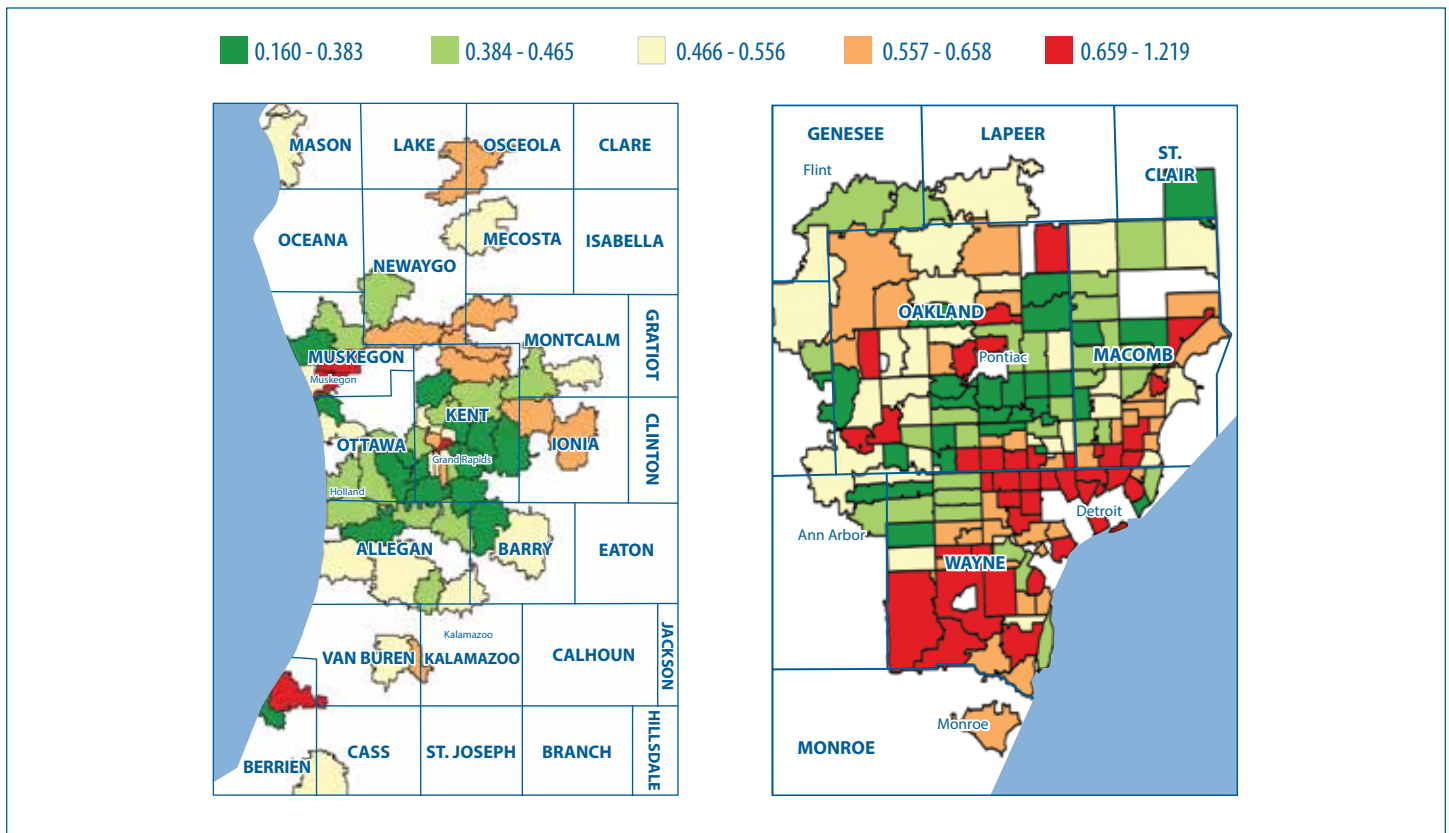 0.160 - 0.383
0.384 - 0.465
0.466 - 0.556
0.557 - 0.658
0.659 - 1.219
MASON
LAKE
OSCEOLA
CLARE
OCEANA
MECOSTA
ISABELLA
NEWAYGO
MONTCALM
GRATIOT
MUSKEGON
Muskegon
KENT
CLINTON
OTTAWA
IONIA
Grand Rapids
Holland
ALLEGAN
BARRY
EATON
Kalamazoo
VAN BUREN
KALAMAZOO
CALHOUN
JACKSON
BERRIEN
CASS
ST. JOSEPH
BRANCH
HILLSDALE
GENESEE
LAPEER
ST.
CLAIR
Flint
OAKLAND
MACOMB
Pontiac
Detroit
Ann Arbor
WAYNE
Monroe
MONROE